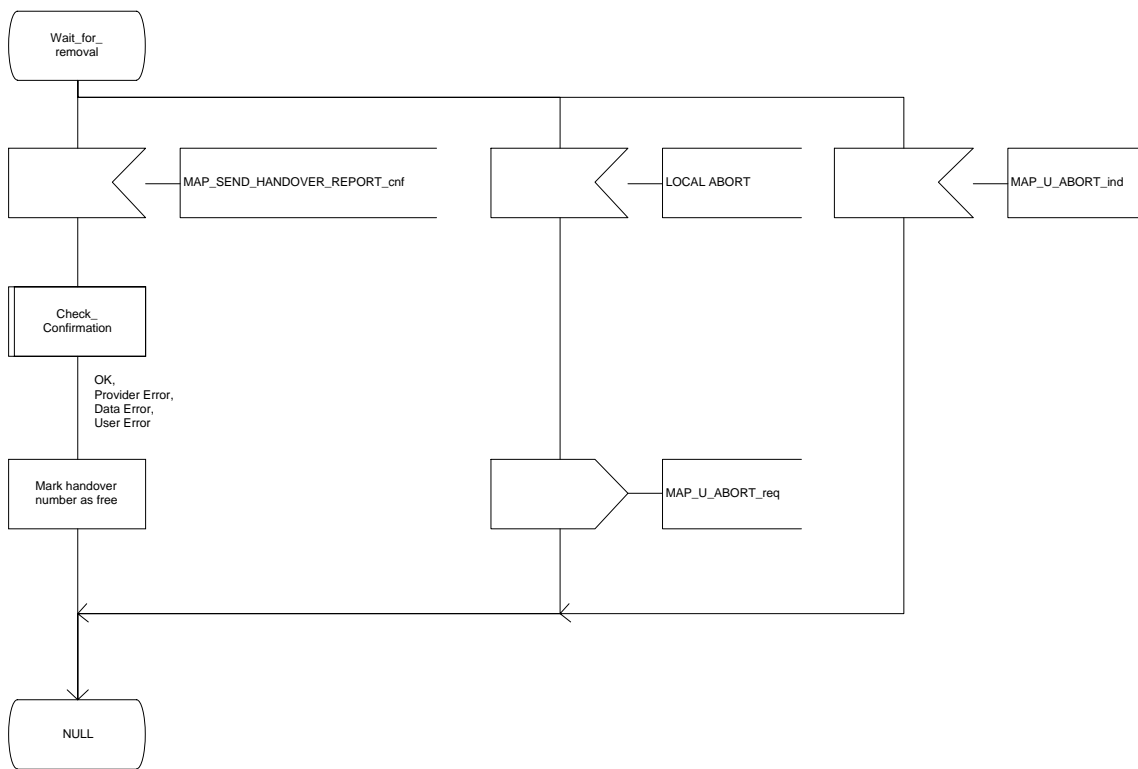 Wait_for_
removal
MAP_SEND_HANDOVER_REPORT_cnf
LOCAL ABORT
MAP_U_ABORT_ind
Check_
Confirmation
OK,
Provider Error,
Data Error,
User Error
Mark handover
number as free
MAP_U_ABORT_req
NULL